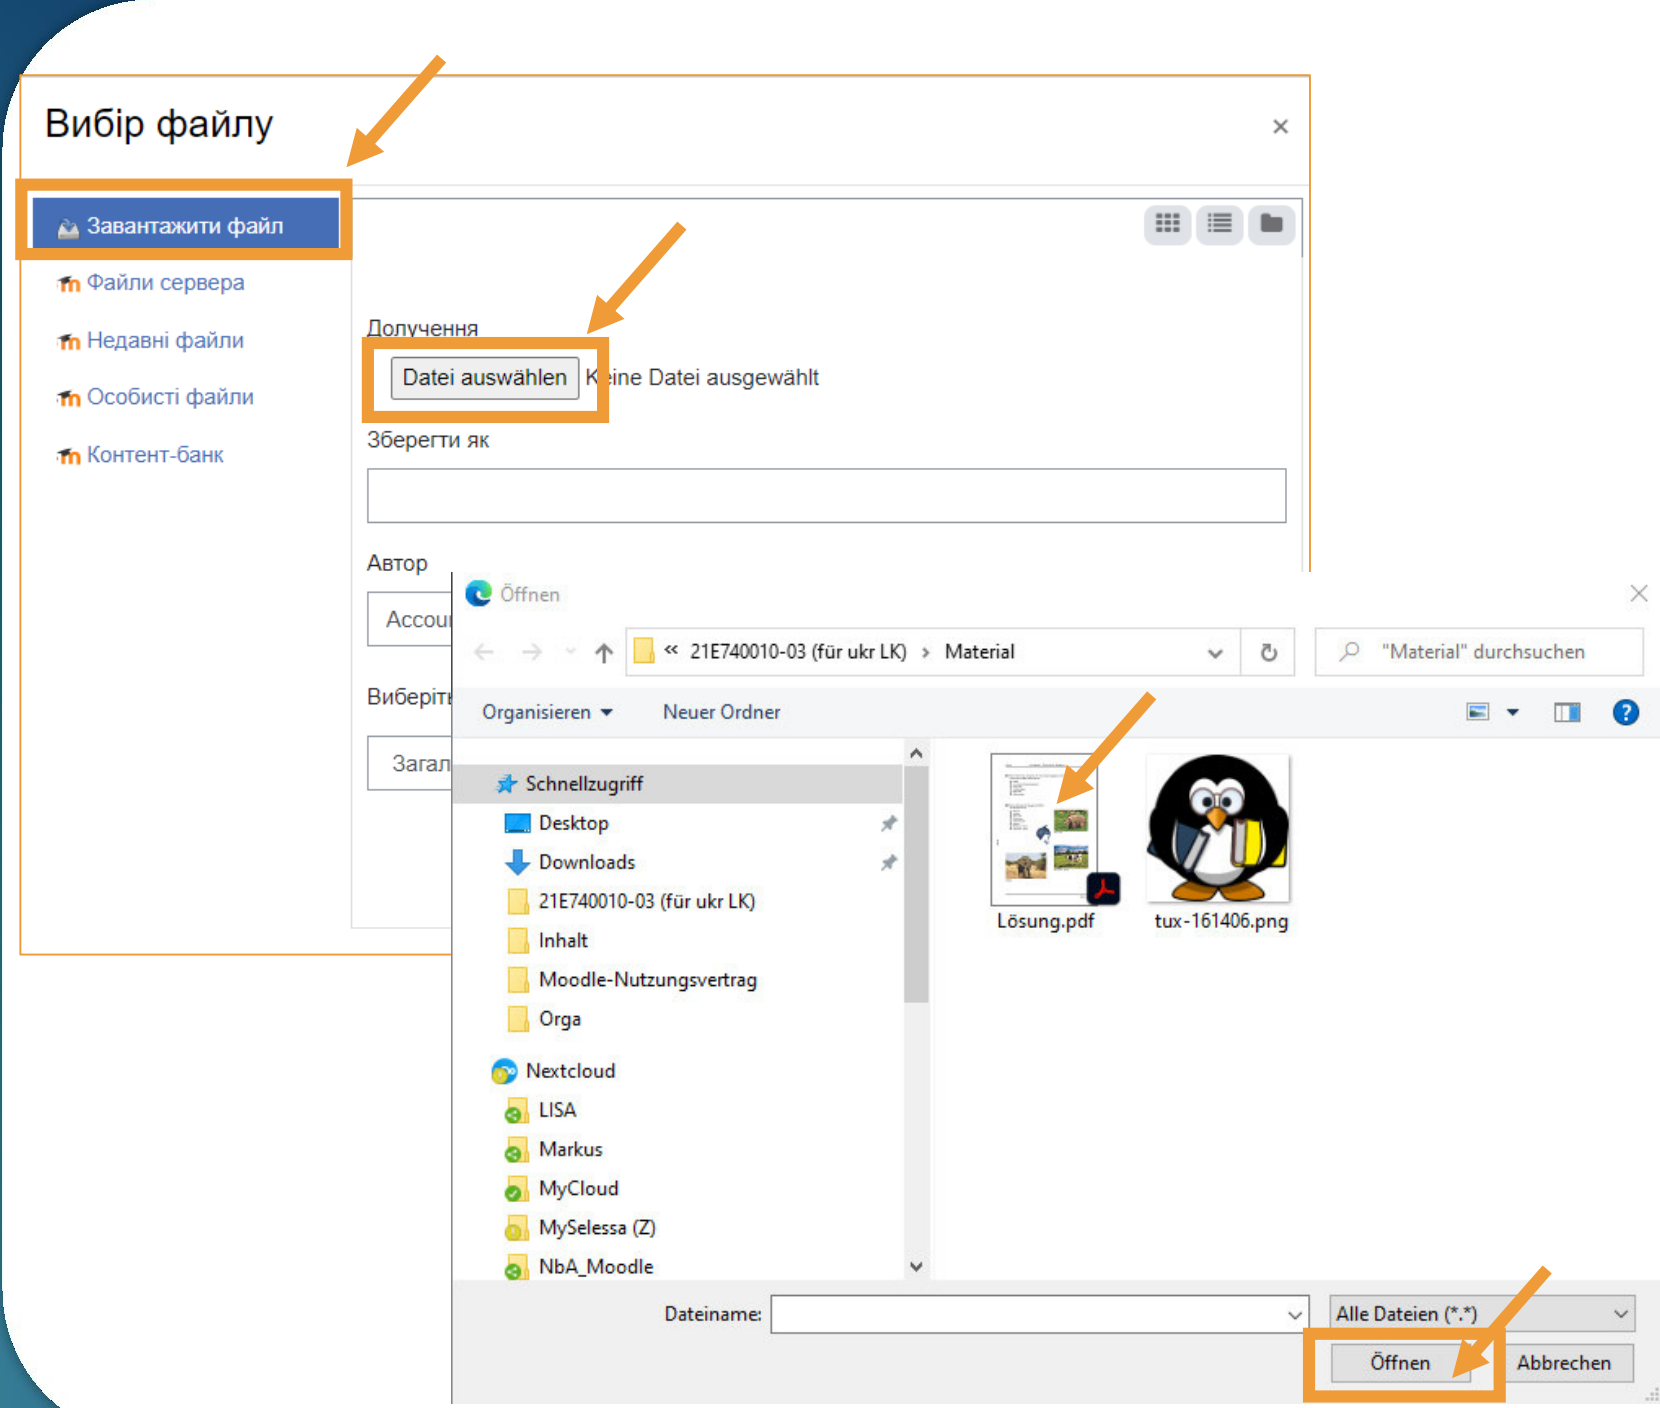 Вибір файлу
×
Завантажити файл
Файли сервера
Недавні файли
Особисті файли
Контент-банк
Долучення
Datei auswählen Keine Datei ausgewählt
Зберегти як
Автор
Accou
Виберіть
Загал
Öffnen
« 21E740010-03 (für ukr LK) › Material
"Material" durchsuchen
Organisieren
Neuer Ordner
Schnellzugriff
Desktop
Downloads
21E740010-03 (für ukr LK)
Inhalt
Moodle-Nutzungsvertrag
Orga
Nextcloud
LISA
Markus
MyCloud
MySelessa (Z)
NbA_Moodle
Lösung.pdf
tux-161406.png
Dateiname:
Alle Dateien (*.*)
Öffnen
Abbrechen